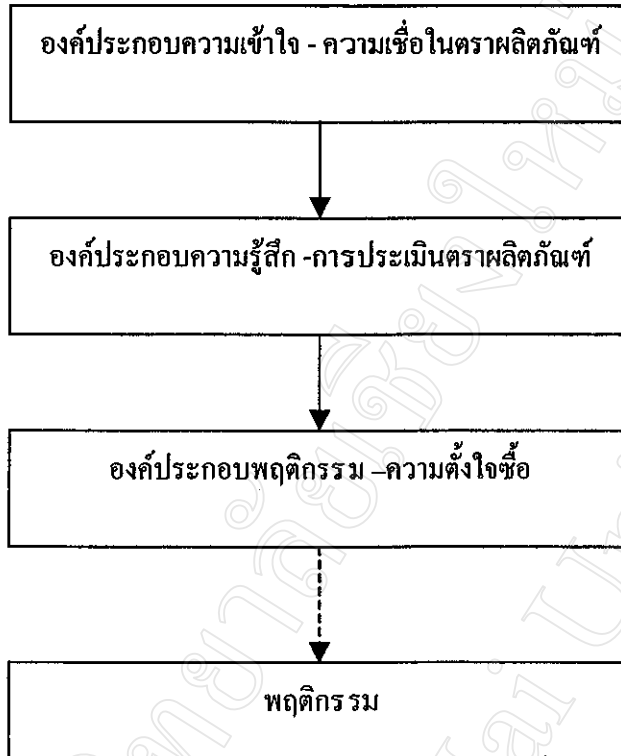 องค์ประกอบความเข้าใจ - ความเชื่อในตราผลิตภัณฑ์
องค์ประกอบความรู้สึก -การประเมินตราผลิตภัณฑ์
องค์ประกอบพฤติกรรม –ความตั้งใจซื้อ
พฤติกรรม